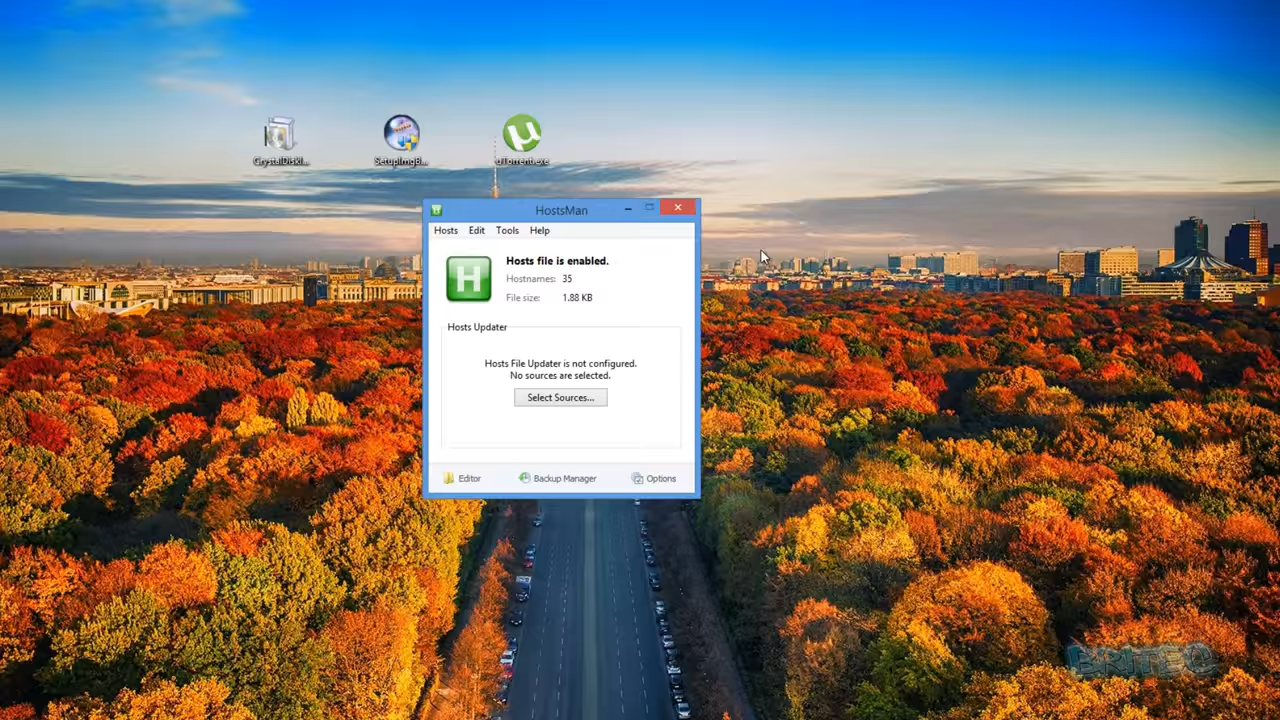 CrystalDiskI...
SetupImgB...
uTorrent.exe
HostsMan
Hosts Edit Tools Help
H
Hosts file is enabled.
Hostnames: 35
File size: 1.88 KB
Hosts Updater
Hosts File Updater is not configured.
No sources are selected.
Select Sources...
Editor Backup Manager Options
BRITEC